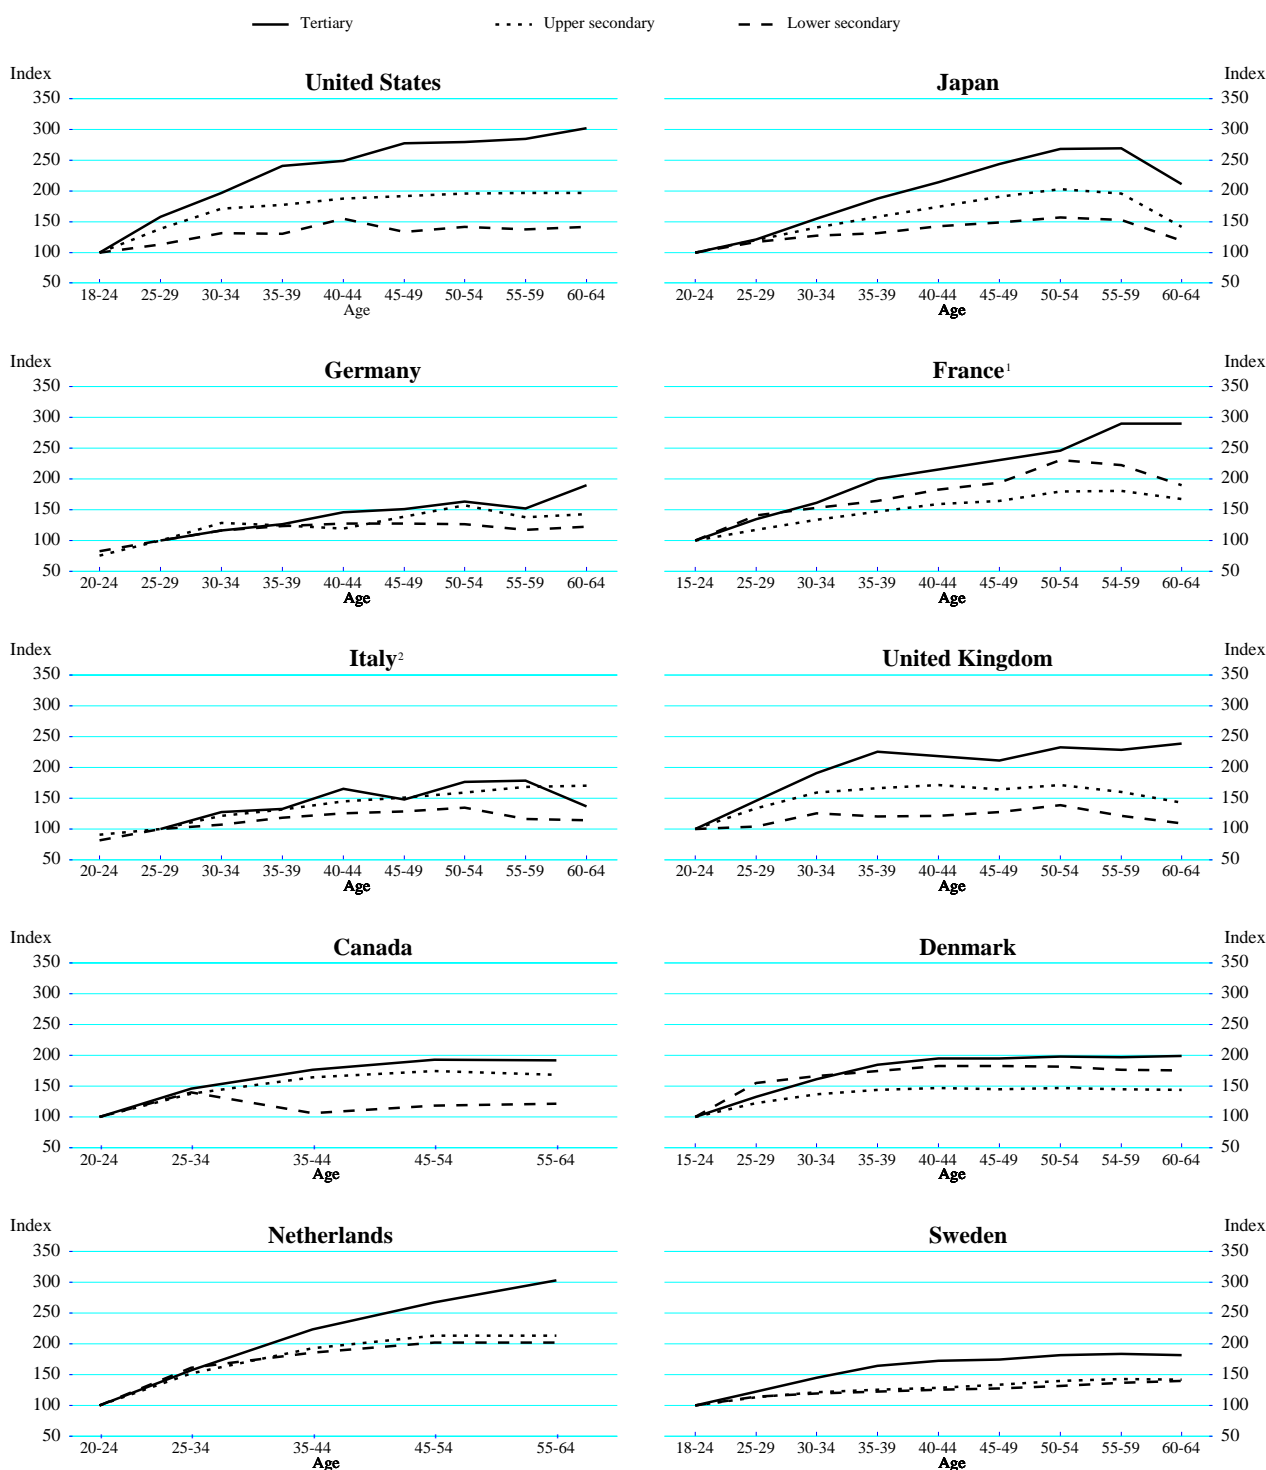 Tertiary Upper secondary Lower secondary
Index United States
350
300
250
200
150
100
50
18-24 25-29 30-34 35-39 40-44 45-49 50-54 55-59 60-64
Age
Japan Index
350
300
250
200
150
100
50
20-24 25-29 30-34 35-39 40-44 45-49 50-54 55-59 60-64
Age
Index Germany
350
300
250
200
150
100
50
20-24 25-29 30-34 35-39 40-44 45-49 50-54 55-59 60-64
Age
France1 Index
350
300
250
200
150
100
50
15-24 25-29 30-34 35-39 40-44 45-49 50-54 54-59 60-64
Age
Index Italy2
350
300
250
200
150
100
50
20-24 25-29 30-34 35-39 40-44 45-49 50-54 55-59 60-64
Age
United Kingdom Index
350
300
250
200
150
100
50
20-24 25-29 30-34 35-39 40-44 45-49 50-54 55-59 60-64
Age
Index Canada
350
300
250
200
150
100
50
20-24 25-34 35-44 45-54 55-64
Age
Denmark Index
350
300
250
200
150
100
50
15-24 25-29 30-34 35-39 40-44 45-49 50-54 54-59 60-64
Age
Index Netherlands
350
300
250
200
150
100
50
20-24 25-34 35-44 45-54 55-64
Age
Sweden Index
350
300
250
200
150
100
50
18-24 25-29 30-34 35-39 40-44 45-49 50-54 55-59 60-64
Age